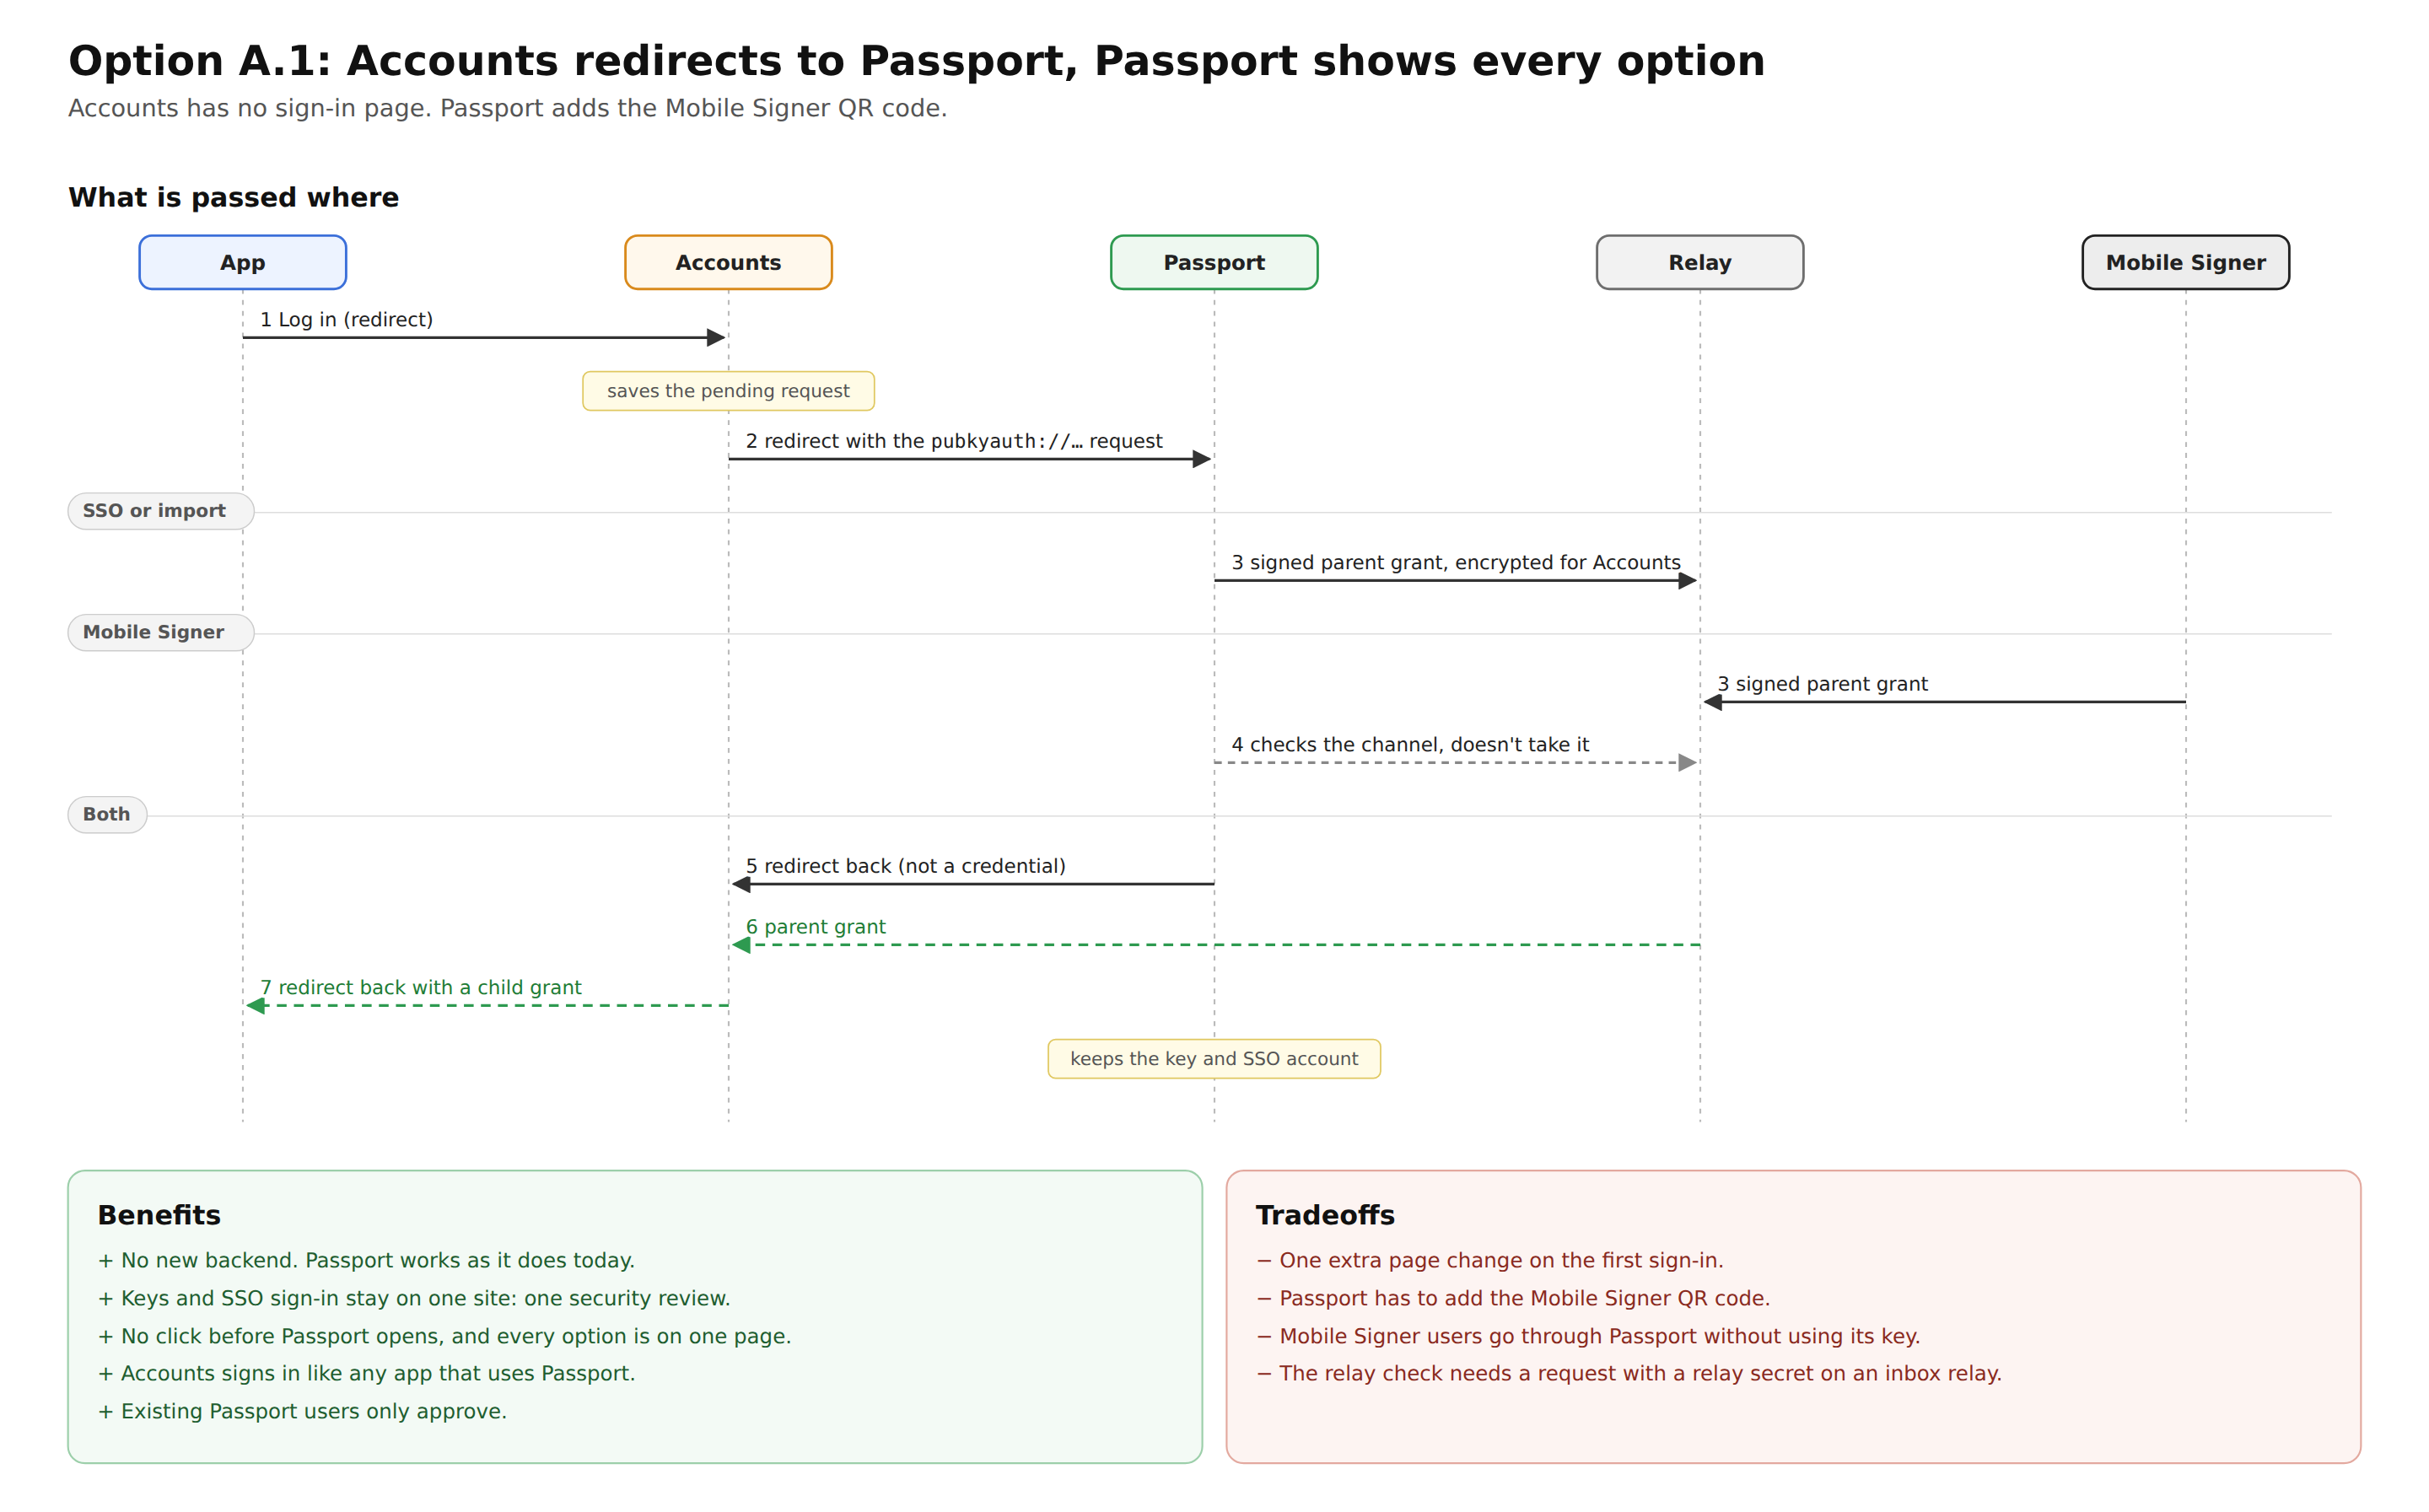 Option A.1: Accounts redirects to Passport, Passport shows every option
Accounts has no sign-in page. Passport adds the Mobile Signer QR code.
What is passed where
App
Accounts
Passport
Relay
Mobile Signer
1 Log in (redirect)
saves the pending request
2 redirect with the pubkyauth://… request
SSO or import
3 signed parent grant, encrypted for Accounts
Mobile Signer
3 signed parent grant
4 checks the channel, doesn't take it
Both
5 redirect back (not a credential)
6 parent grant
7 redirect back with a child grant
keeps the key and SSO account
Benefits
+ No new backend. Passport works as it does today.
+ Keys and SSO sign-in stay on one site: one security review.
+ No click before Passport opens, and every option is on one page.
+ Accounts signs in like any app that uses Passport.
+ Existing Passport users only approve.
Tradeoffs
− One extra page change on the first sign-in.
− Passport has to add the Mobile Signer QR code.
− Mobile Signer users go through Passport without using its key.
− The relay check needs a request with a relay secret on an inbox relay.